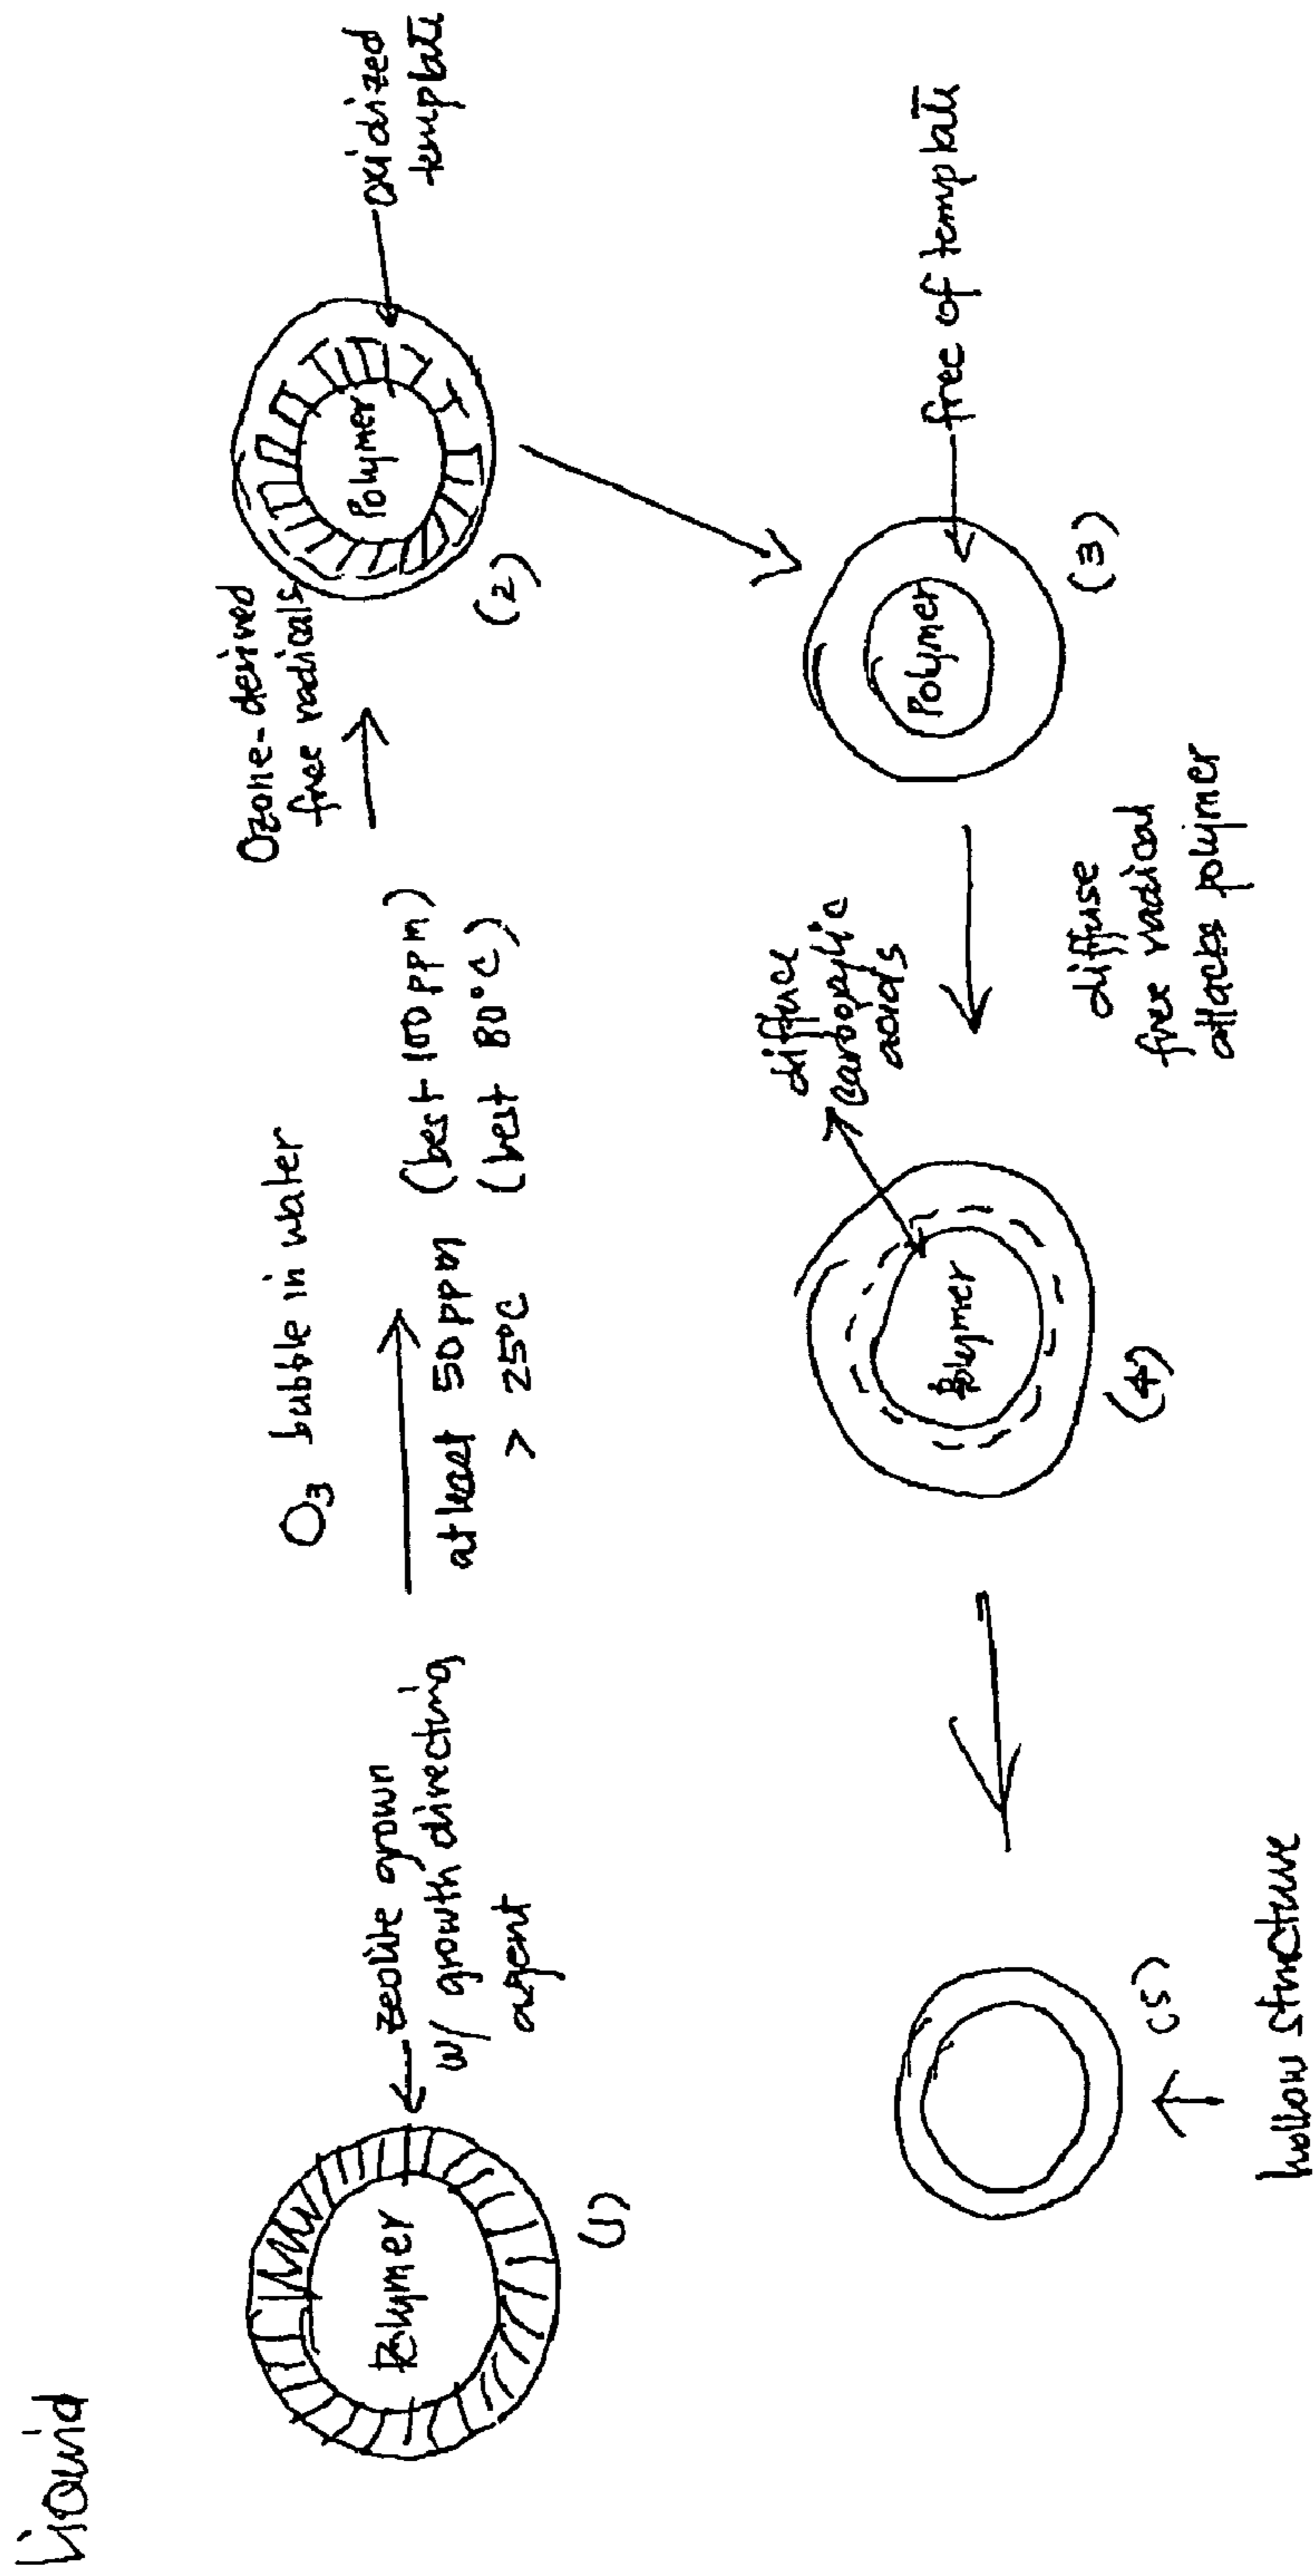 Liquid
Polymer
(1)
zeolite grown
w/ growth directing
agent
O3 bubble in water
at least 50 ppm (best 100 ppm)
> 25°C (best 80°C)
Ozone-derived
free radicals
Polymer
(2)
oxidized
template
Polymer
(3)
free of template
diffuse
free radical
attacks polymer
Polymer
(4)
diffuse
carboxylic
acids
(5)
hollow structure